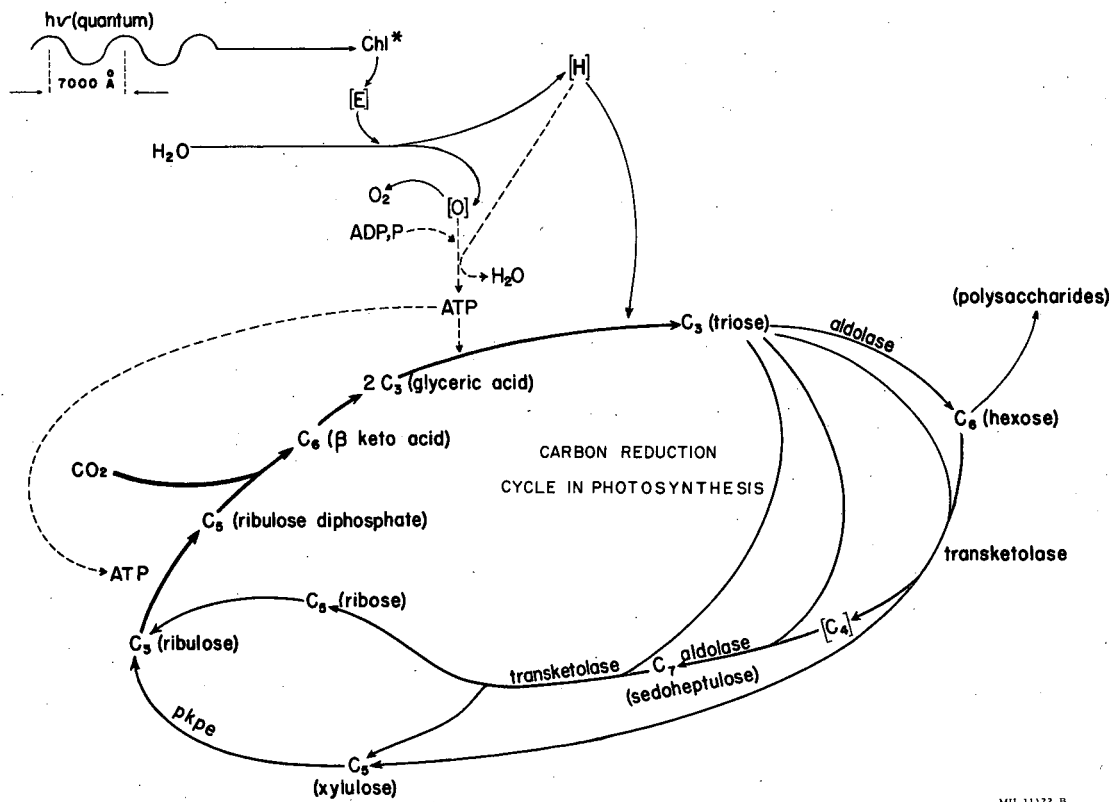 hν(quantum)
7000 Å
Chl*
[E]
[H]
H₂O
O₂
[O]
ADP,P
H₂O
ATP
(polysaccharides)
C₃ (triose)
aldolase
2 C₃ (glyceric acid)
C₆ (hexose)
C₆ (β keto acid)
CARBON REDUCTION
CYCLE IN PHOTOSYNTHESIS
CO₂
C₅ (ribulose diphosphate)
transketolase
ATP
C₅ (ribose)
[C₄]
C₅ (ribulose)
aldolase
transketolase
C₇
(sedoheptulose)
pkpe
C₅
(xylulose)